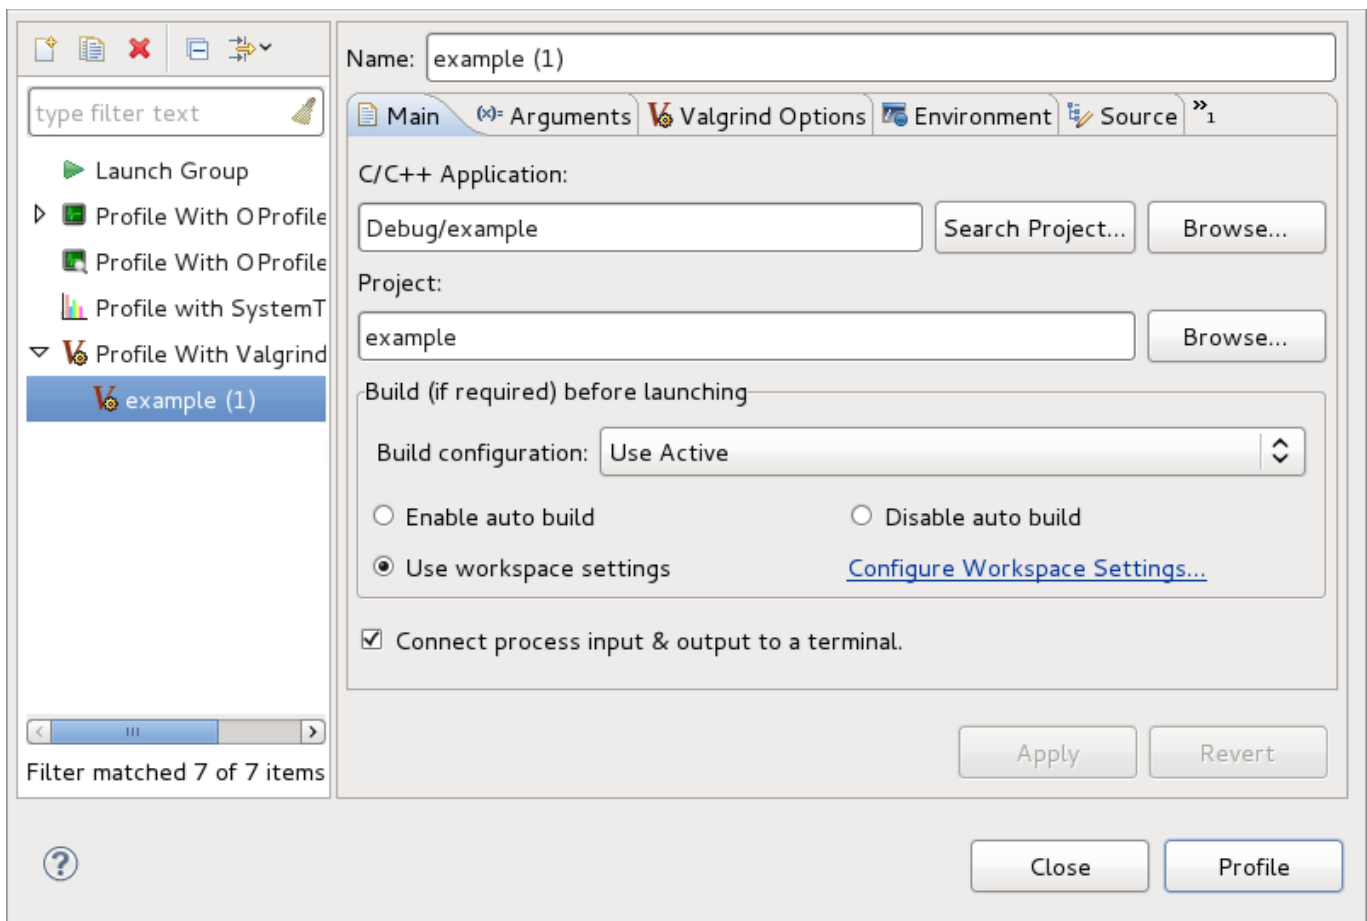 Name: example (1)
type filter text
Main (x)= Arguments Valgrind Options Environment Source »1
Launch Group
Profile With OProfile
Profile With OProfile
Profile with SystemT
Profile With Valgrind
example (1)
Filter matched 7 of 7 items
C/C++ Application:
Debug/example Search Project... Browse...
Project:
example Browse...
Build (if required) before launching
Build configuration: Use Active
Enable auto build Disable auto build
Use workspace settings Configure Workspace Settings...
Connect process input & output to a terminal.
Apply Revert
? Close Profile